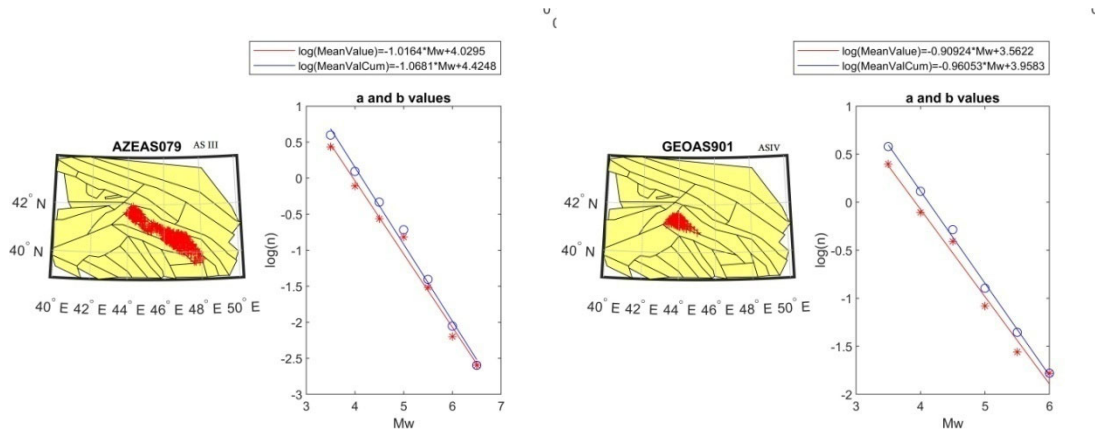 log(MeanValue)=-1.0164*Mw+4.0295
log(MeanValCum)=-1.0681*Mw+4.4248
a and b values
AZEAS079 AS III
42° N
40° N
40° E 42° E 44° E 46° E 48° E 50° E
log(n)
1
0.5
0
-0.5
-1
-1.5
-2
-2.5
-3
3 4 5 6 7
Mw
log(MeanValue)=-0.90924*Mw+3.5622
log(MeanValCum)=-0.96053*Mw+3.9583
a and b values
GEOAS901 ASIV
42° N
40° N
40° E 42° E 44° E 46° E 48° E 50° E
log(n)
1
0.5
0
-0.5
-1
-1.5
-2
3 4 5 6
Mw